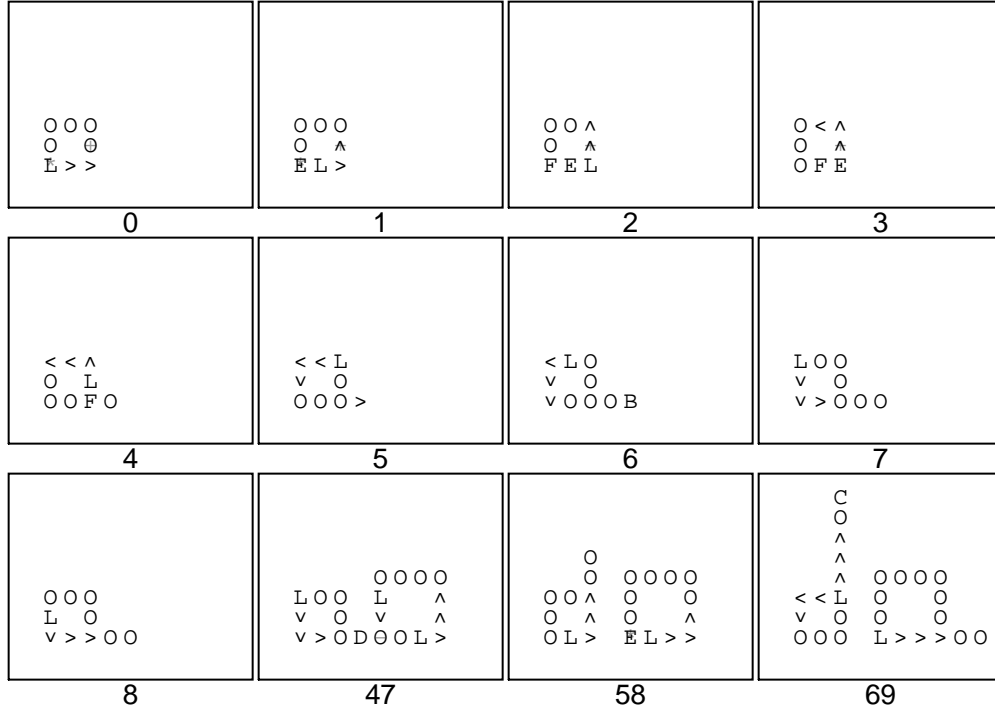 O O O
O O
L > >
0
O O O
O ^
E L >
1
O O ^
O ^
F E L
2
O < ^
O ^
O F E
3
< < ^
O L
O O F O
4
< < L
v O
O O O >
5
< L O
v O
v O O O B
6
L O O
v O
v > O O O
7
O O O
L O
v > > O O
8
O O O O
L O O L ^
v O v ^
v > O D O O L >
47
O
O O O O O
O O ^ O O
O ^ O ^
O L > E L > >
58
C
O
^
^
^ O O O O
< < L O O
v O O O
O O O L > > > O O
69